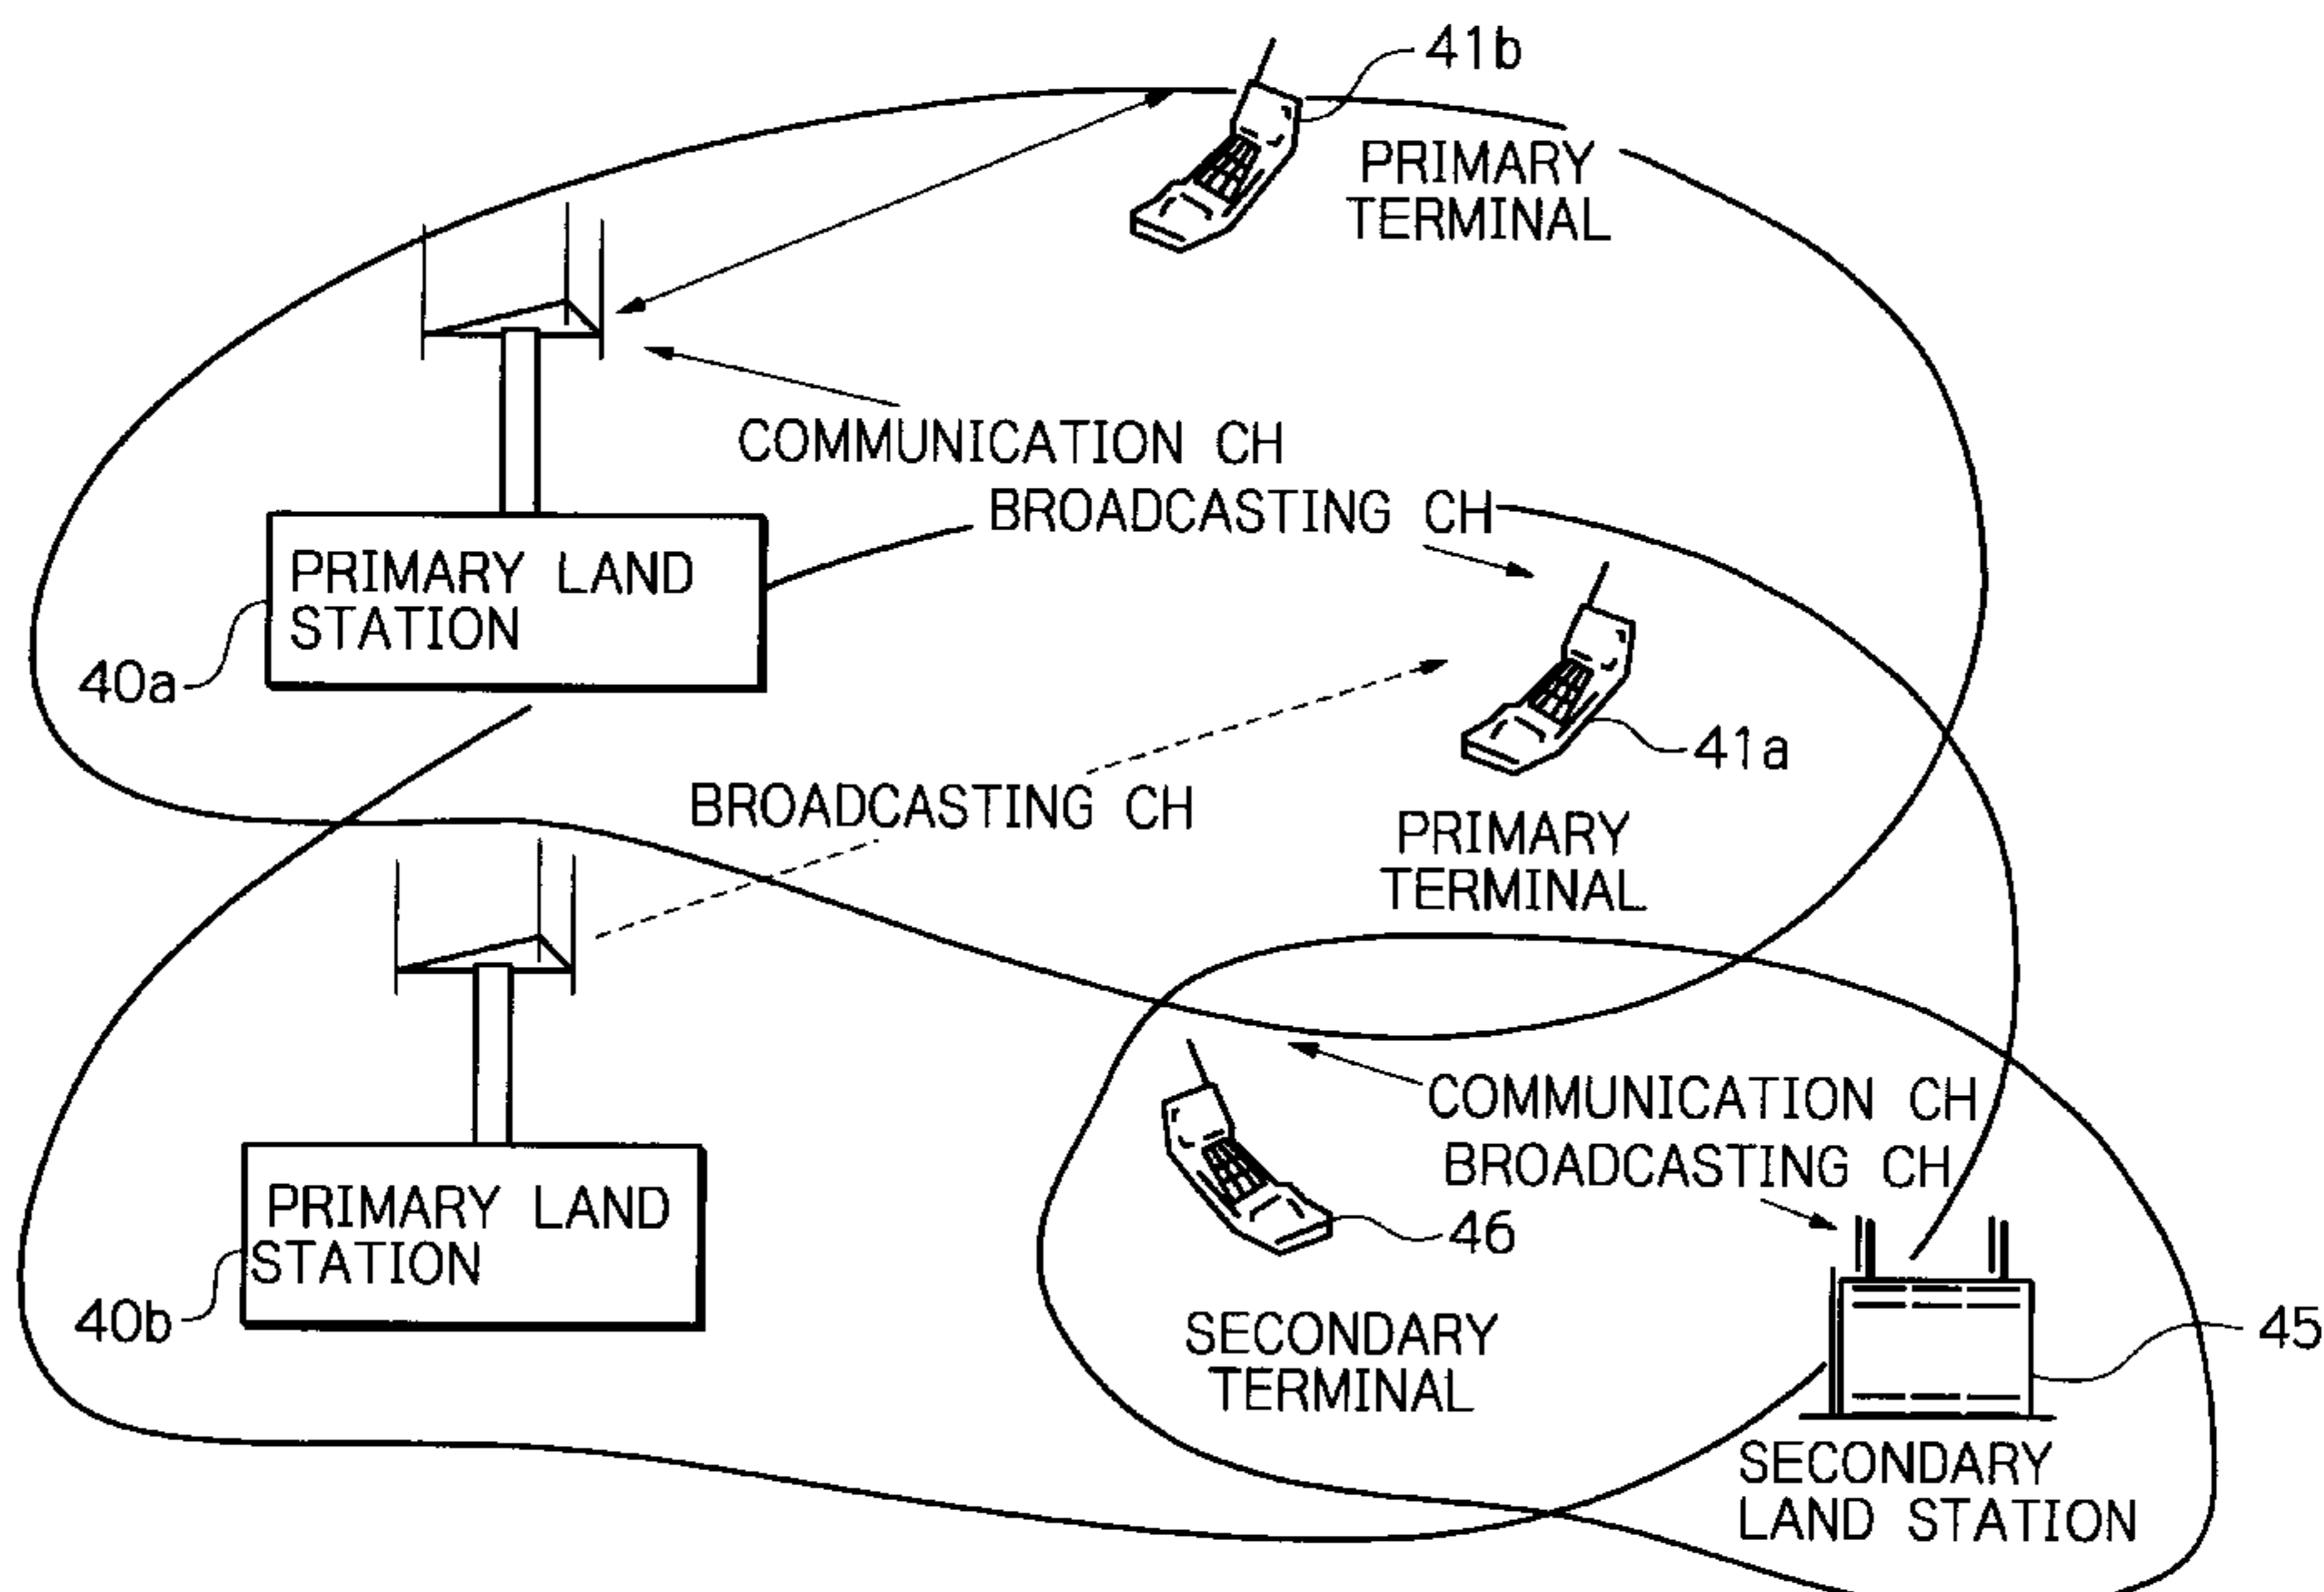 41b
PRIMARY
TERMINAL
COMMUNICATION CH
BROADCASTING CH
PRIMARY LAND
STATION
40a
41a
BROADCASTING CH
PRIMARY
TERMINAL
COMMUNICATION CH
BROADCASTING CH
PRIMARY LAND
STATION
46
40b
SECONDARY
TERMINAL
45
SECONDARY
LAND STATION